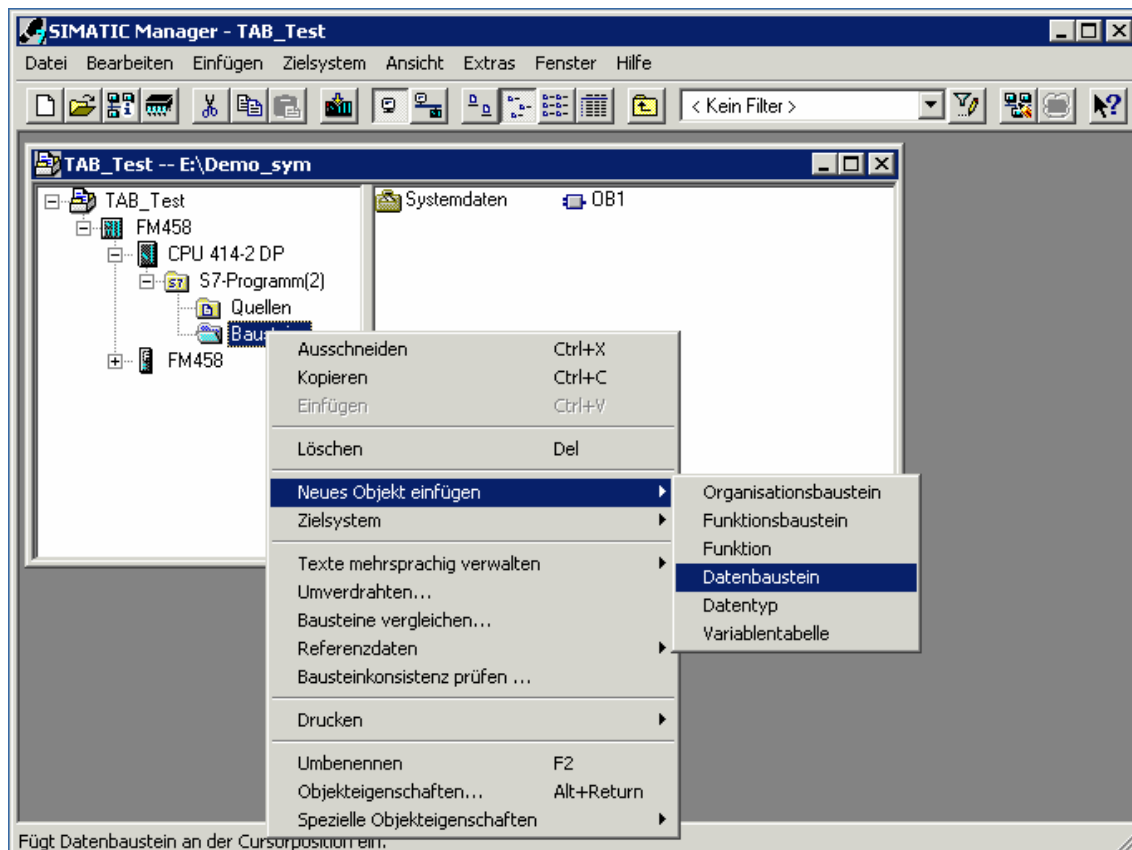 SIMATIC Manager - TAB_Test
Datei Bearbeiten Einfügen Zielsystem Ansicht Extras Fenster Hilfe
< Kein Filter >
TAB_Test -- E:\Demo_sym
TAB_Test
FM458
CPU 414-2 DP
S7-Programm(2)
Quellen
FM458
Systemdaten OB1
Ausschneiden Ctrl+X
Kopieren Ctrl+C
Einfügen Ctrl+V
Löschen Del
Neues Objekt einfügen
Zielsystem
Texte mehrsprachig verwalten
Umverdrahten...
Bausteine vergleichen...
Referenzdaten
Bausteinkonsistenz prüfen ...
Drucken
Umbenennen F2
Objekteigenschaften... Alt+Return
Spezielle Objekteigenschaften
Organisationsbaustein
Funktionsbaustein
Funktion
Datenbaustein
Datentyp
Variablentabelle
Fügt Datenbaustein an der Cursorposition ein.